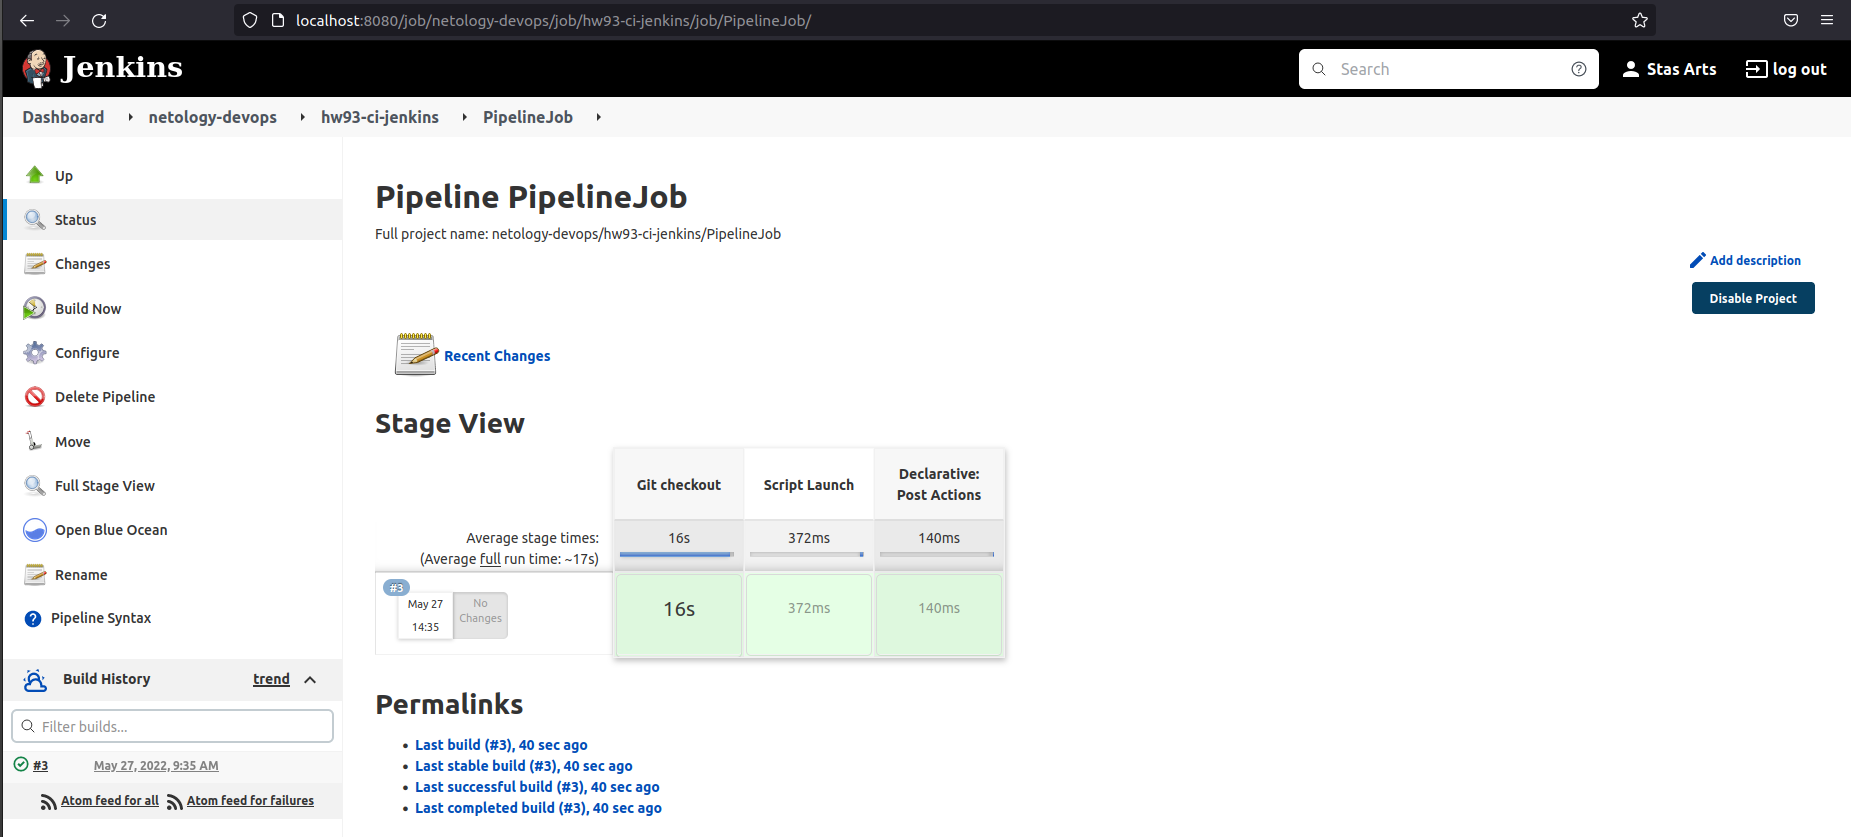 localhost:8080/job/netology-devops/job/hw93-ci-jenkins/job/PipelineJob/
Jenkins
Search
Stas Arts
log out
Dashboard
netology-devops
hw93-ci-jenkins
PipelineJob
Up
Status
Changes
Build Now
Configure
Delete Pipeline
Move
Full Stage View
Open Blue Ocean
Rename
Pipeline Syntax
Build History
trend
Filter builds...
#3
May 27, 2022, 9:35 AM
Atom feed for all
Atom feed for failures
Pipeline PipelineJob
Full project name: netology-devops/hw93-ci-jenkins/PipelineJob
Add description
Disable Project
Recent Changes
Stage View
Git checkout
Script Launch
Declarative:
Post Actions
Average stage times:
(Average full run time: ~17s)
16s
372ms
140ms
#3
May 27
14:35
No
Changes
16s
372ms
140ms
Permalinks
• Last build (#3), 40 sec ago
• Last stable build (#3), 40 sec ago
• Last successful build (#3), 40 sec ago
• Last completed build (#3), 40 sec ago